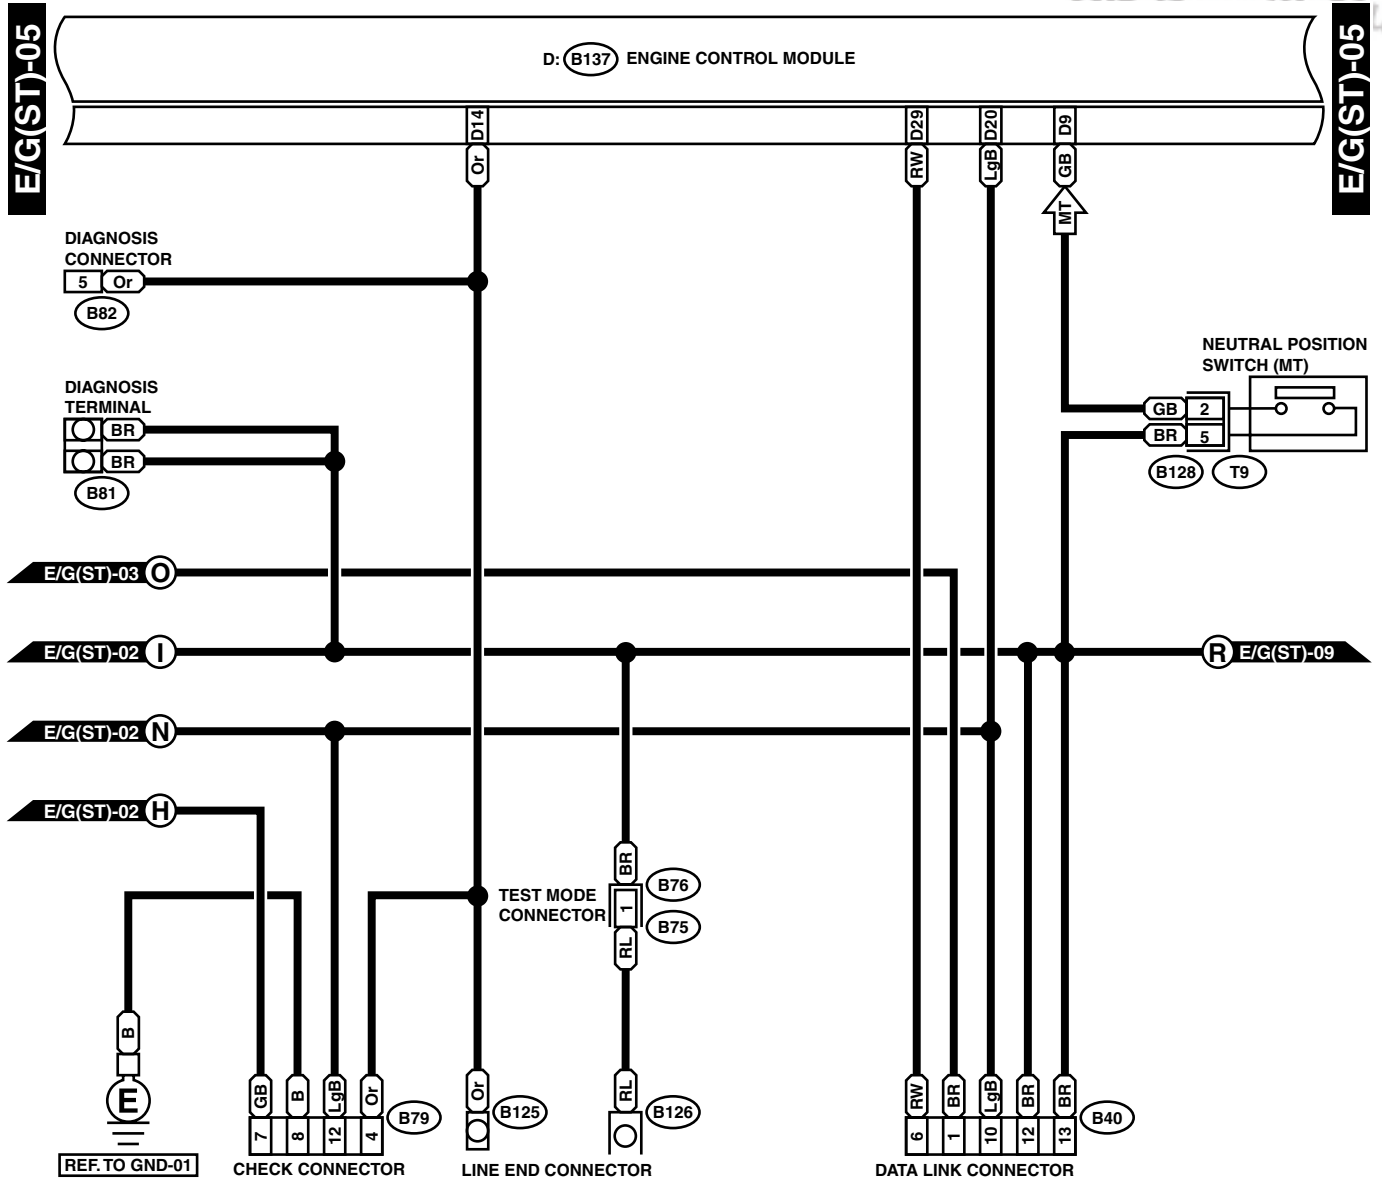 E/G(ST)-05
D: B137 ENGINE CONTROL MODULE
E/G(ST)-05
D14
D29
D20
D9
Or
RW
LgB
GB
MT
DIAGNOSIS
CONNECTOR
5 Or
B82
NEUTRAL POSITION
SWITCH (MT)
DIAGNOSIS
TERMINAL
BR
BR
B81
GB 2
BR 5
B128 T9
E/G(ST)-03 O
E/G(ST)-02 I
R E/G(ST)-09
E/G(ST)-02 N
E/G(ST)-02 H
BR
B76
TEST MODE
CONNECTOR
1
B75
RL
B
E
REF. TO GND-01
GB
B
LgB
Or
7
8
12
4
B79
CHECK CONNECTOR
Or
B125
RL
B126
LINE END CONNECTOR
RW
BR
LgB
BR
BR
6
1
10
12
13
B40
DATA LINK CONNECTOR